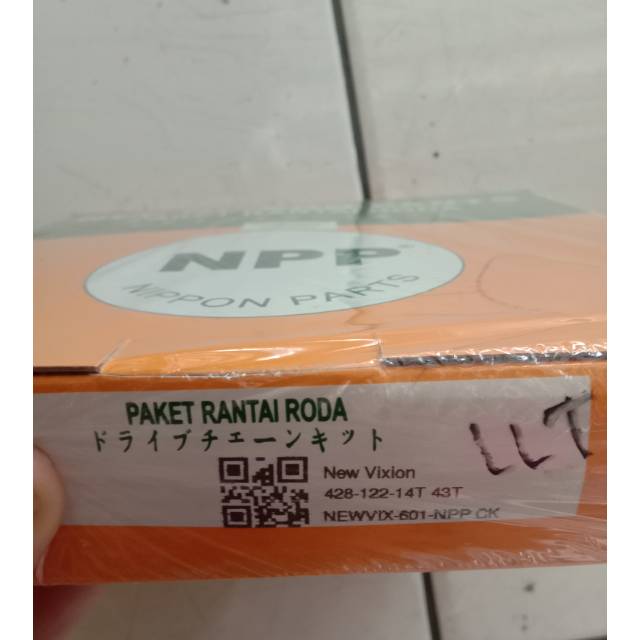 NPP
NIPPON PARTS
PAKET RANTAI RODA
ドライブチェーンキット
LLT
New Vixion
428-122-14T 43T
NEWVIX-601-NPP CK